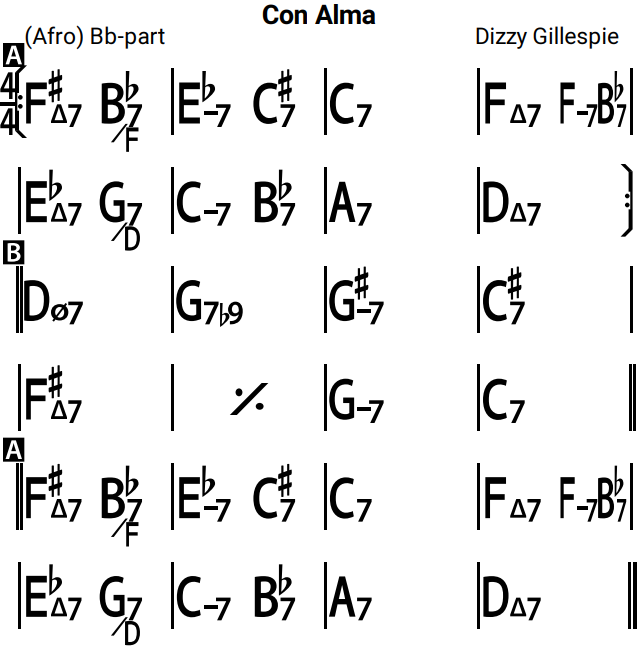 Con Alma
(Afro) Bb-part Dizzy Gillespie
A
4/4 F♯Δ7 B♭7/F E♭-7 C♯7 C7 FΔ7 F-7 B♭7
E♭Δ7 G7/D C-7 B♭7 A7 DΔ7
B
Dø7 G7♭9 G♯-7 C♯7
F♯Δ7 𝄎 G-7 C7
A
F♯Δ7 B♭7/F E♭-7 C♯7 C7 FΔ7 F-7 B♭7
E♭Δ7 G7/D C-7 B♭7 A7 DΔ7